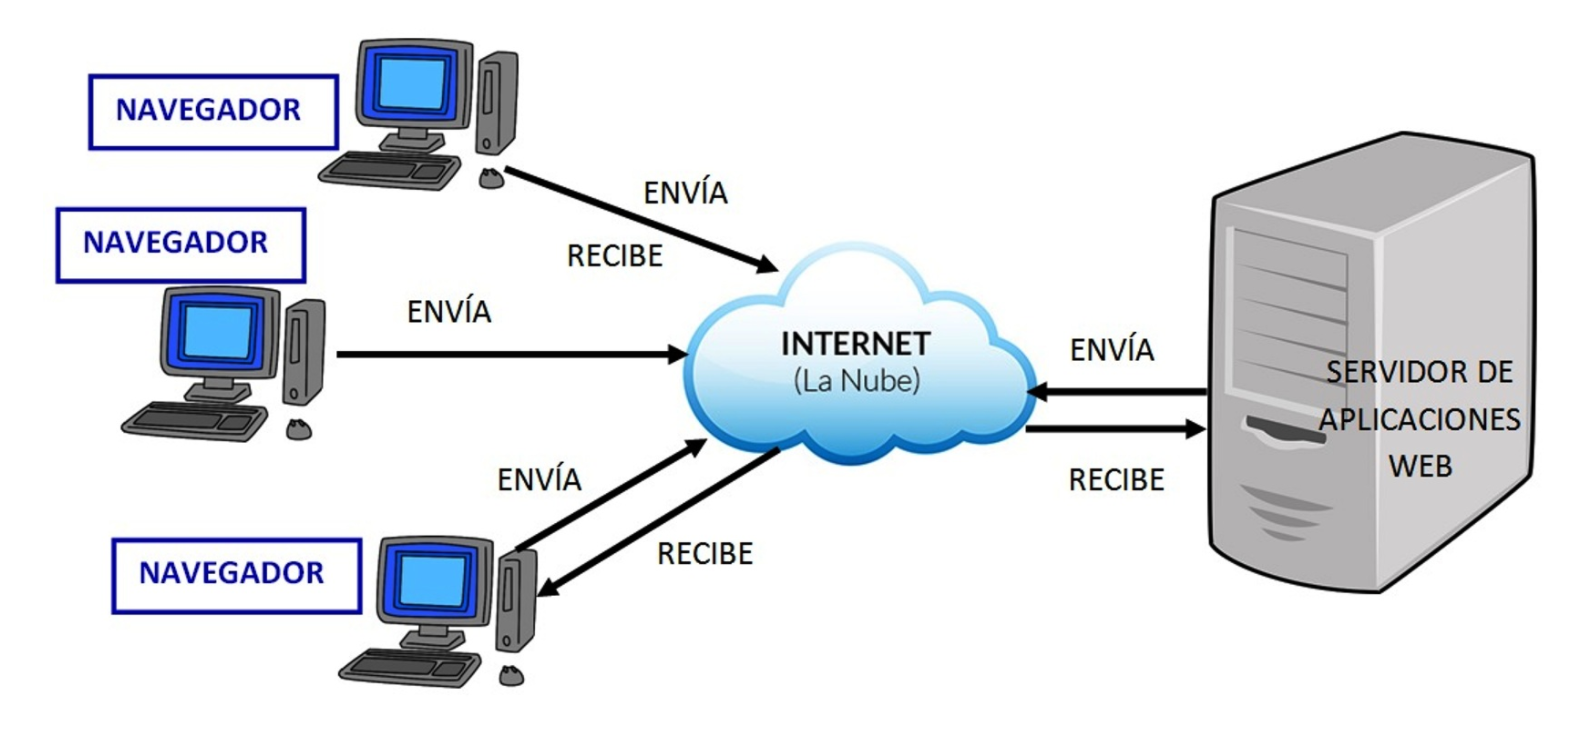 NAVEGADOR
ENVÍA
RECIBE
NAVEGADOR
ENVÍA
INTERNET
(La Nube)
ENVÍA
RECIBE
SERVIDOR DE
APLICACIONES
WEB
ENVÍA
RECIBE
NAVEGADOR